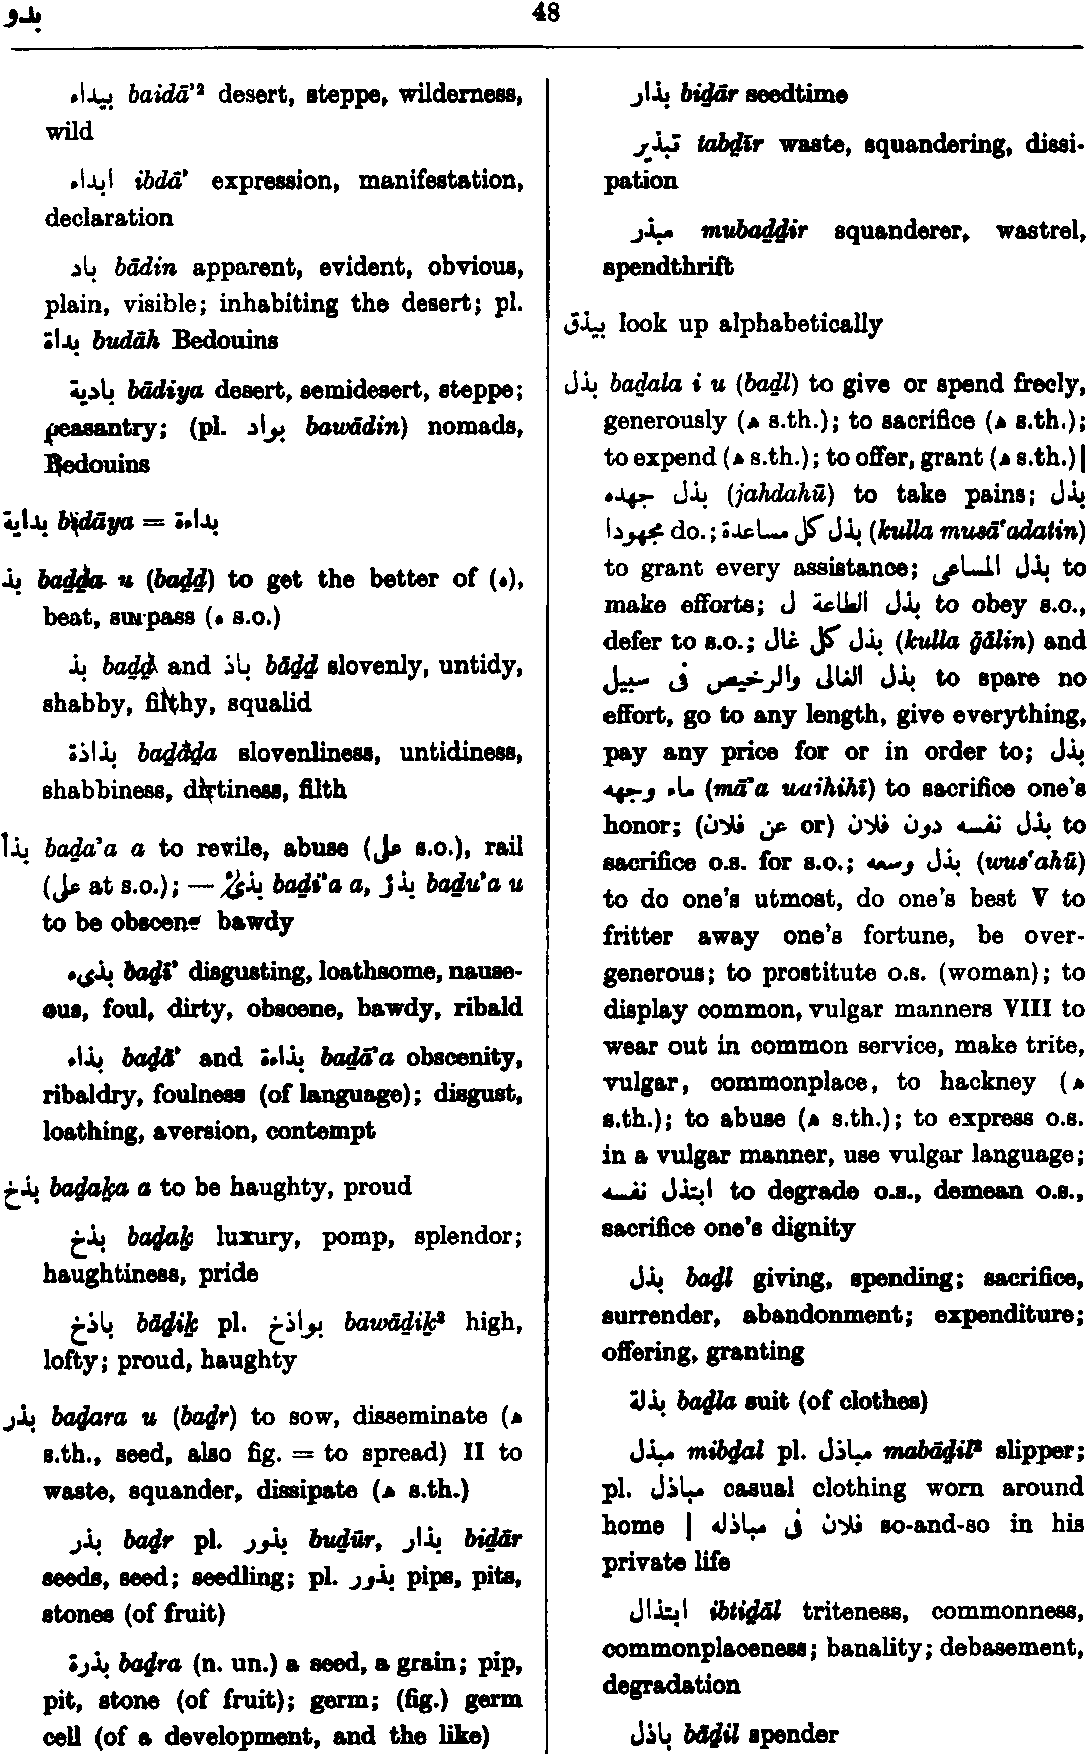 بدو
48
بيداء baidā'² desert, steppe, wilderness,
wild
ابداء ibdā' expression, manifestation,
declaration
باد bādin apparent, evident, obvious,
plain, visible; inhabiting the desert; pl.
بداة budāh Bedouins
بادية bādiya desert, semidesert, steppe;
peasantry; (pl. بواد bawādin) nomads,
Bedouins
بداية bidāya = بداءة
بذ baḏḏa u (baḏḏ) to get the better of (ه),
beat, surpass (ه s.o.)
بذ baḏḏ and باذ bāḏḏ slovenly, untidy,
shabby, filthy, squalid
بذاذة baḏāḏa slovenliness, untidiness,
shabbiness, dirtiness, filth
بذأ baḏa'a a to revile, abuse (على s.o.), rail
(على at s.o.); — بذئ baḏi'a a, بذؤ baḏu'a u
to be obscene bawdy
بذىء baḏī' disgusting, loathsome, nause-
ous, foul, dirty, obscene, bawdy, ribald
بذاء baḏā' and بذاءة baḏā'a obscenity,
ribaldry, foulness (of language); disgust,
loathing, aversion, contempt
بذخ baḏaḵa a to be haughty, proud
بذخ baḏaḵ luxury, pomp, splendor;
haughtiness, pride
باذخ bāḏiḵ pl. بواذخ bawāḏiḵ² high,
lofty; proud, haughty
بذر baḏara u (baḏr) to sow, disseminate (ه
s.th., seed, also fig. = to spread) II to
waste, squander, dissipate (ه s.th.)
بذر baḏr pl. بذور buḏūr, بذار biḏār
seeds, seed; seedling; pl. بذور pips, pits,
stones (of fruit)
بذرة baḏra (n. un.) a seed, a grain; pip,
pit, stone (of fruit); germ; (fig.) germ
cell (of a development, and the like)
بذار biḏār seedtime
تبذير tabḏīr waste, squandering, dissi-
pation
مبذر mubaḏḏir squanderer, wastrel,
spendthrift
بيذق look up alphabetically
بذل baḏala i u (baḏl) to give or spend freely,
generously (ه s.th.); to sacrifice (ه s.th.);
to expend (ه s.th.); to offer, grant (ه s.th.) |
بذل جهده (jahdahū) to take pains; بذل
مجهودا do.; بذل كل مساعدة (kulla musā'adatin)
to grant every assistance; بذل المساعى to
make efforts; بذل الطاعة ل to obey s.o.,
defer to s.o.; بذل كل غال (kulla ḡālin) and
بذل الغالى والرخيص فى سبيل to spare no
effort, go to any length, give everything,
pay any price for or in order to; بذل
ماء وجهه (mā'a waihihī) to sacrifice one's
honor; (عن فلان or) بذل نفسه دون فلان to
sacrifice o.s. for s.o.; بذل وسعه (wus'ahū)
to do one's utmost, do one's best V to
fritter away one's fortune, be over-
generous; to prostitute o.s. (woman); to
display common, vulgar manners VIII to
wear out in common service, make trite,
vulgar, commonplace, to hackney (ه
s.th.); to abuse (ه s.th.); to express o.s.
in a vulgar manner, use vulgar language;
ابتذل نفسه to degrade o.s., demean o.s.,
sacrifice one's dignity
بذل baḏl giving, spending; sacrifice,
surrender, abandonment; expenditure;
offering, granting
بذلة baḏla suit (of clothes)
مبذل mibḏal pl. مباذل mabāḏil² slipper;
pl. مباذل casual clothing worn around
home | فلان فى مباذله so-and-so in his
private life
ابتذال ibtiḏāl triteness, commonness,
commonplaceness; banality; debasement,
degradation
باذل bāḏil spender